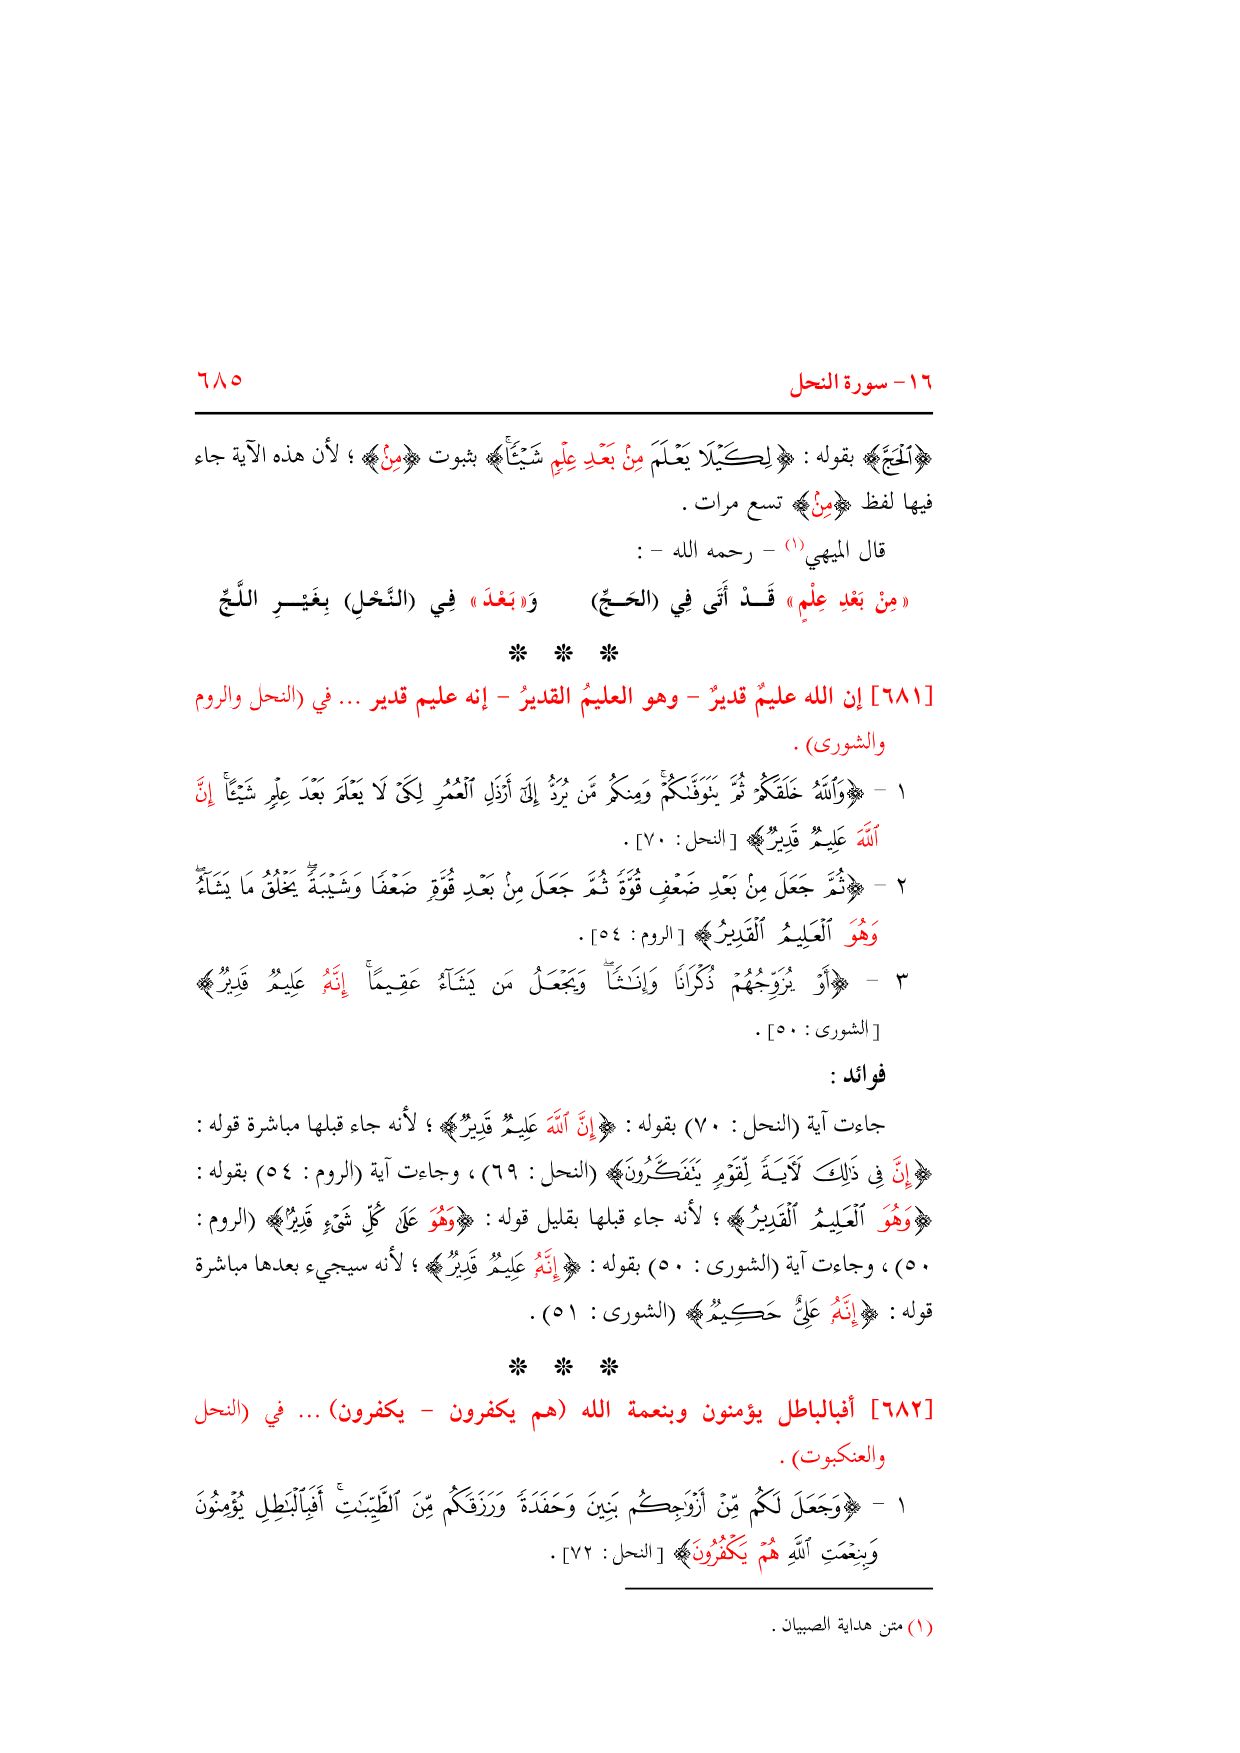 ١٦- سورة النحل ٦٨٥
﴿ٱلْحَجِّ﴾ بقوله : ﴿لِكَيْلَا يَعْلَمَ مِنۢ بَعْدِ عِلْمٍ شَيْـًٔاۚ﴾ بثبوت ﴿مِنۢ﴾ ؛ لأن هذه الآية جاء
فيها لفظ ﴿مِنۢ﴾ تسع مرات .
قال الميهي(١) - رحمه الله - :
« مِنْ بَعْدِ عِلْمٍ » قَـدْ أَتَى فِي (الحَـجِّ) وَ« بَعْدَ » فِي (النَّحْلِ) بِغَيْـرِ اللَّجِّ
❊ ❊ ❊
[٦٨١] إن الله عليمٌ قديرٌ - وهو العليمُ القديرُ - إنه عليم قدير ... في (النحل والروم
والشورى) .
١ - ﴿وَٱللَّهُ خَلَقَكُمْ ثُمَّ يَتَوَفَّىٰكُمْۚ وَمِنكُم مَّن يُرَدُّ إِلَىٰٓ أَرْذَلِ ٱلْعُمُرِ لِكَىْ لَا يَعْلَمَ بَعْدَ عِلْمٍ شَيْـًٔاۚ إِنَّ
ٱللَّهَ عَلِيمٌ قَدِيرٌ﴾ [النحل : ٧٠] .
٢ - ﴿ثُمَّ جَعَلَ مِنۢ بَعْدِ ضَعْفٍ قُوَّةً ثُمَّ جَعَلَ مِنۢ بَعْدِ قُوَّةٍ ضَعْفًا وَشَيْبَةًۖ يَخْلُقُ مَا يَشَآءُۖ
وَهُوَ ٱلْعَلِيمُ ٱلْقَدِيرُ﴾ [الروم : ٥٤] .
٣ - ﴿أَوْ يُزَوِّجُهُمْ ذُكْرَانًا وَإِنَـٰثًاۖ وَيَجْعَلُ مَن يَشَآءُ عَقِيمًاۚ إِنَّهُۥ عَلِيمٌ قَدِيرٌ﴾
[الشورى : ٥٠] .
فوائد :
جاءت آية (النحل : ٧٠) بقوله : ﴿إِنَّ ٱللَّهَ عَلِيمٌ قَدِيرٌ﴾ ؛ لأنه جاء قبلها مباشرة قوله :
﴿إِنَّ فِى ذَٰلِكَ لَـَٔايَةً لِّقَوْمٍ يَتَفَكَّرُونَ﴾ (النحل : ٦٩) ، وجاءت آية (الروم : ٥٤) بقوله :
﴿وَهُوَ ٱلْعَلِيمُ ٱلْقَدِيرُ﴾ ؛ لأنه جاء قبلها بقليل قوله : ﴿وَهُوَ عَلَىٰ كُلِّ شَىْءٍ قَدِيرٌ﴾ (الروم :
٥٠) ، وجاءت آية (الشورى : ٥٠) بقوله : ﴿إِنَّهُۥ عَلِيمٌ قَدِيرٌ﴾ ؛ لأنه سيجيء بعدها مباشرة
قوله : ﴿إِنَّهُۥ عَلِىٌّ حَكِيمٌ﴾ (الشورى : ٥١) .
❊ ❊ ❊
[٦٨٢] أفبالباطل يؤمنون وبنعمة الله (هم يكفرون - يكفرون) ... في (النحل
والعنكبوت) .
١ - ﴿وَجَعَلَ لَكُم مِّنْ أَزْوَٰجِكُم بَنِينَ وَحَفَدَةً وَرَزَقَكُم مِّنَ ٱلطَّيِّبَـٰتِۚ أَفَبِٱلْبَـٰطِلِ يُؤْمِنُونَ
وَبِنِعْمَتِ ٱللَّهِ هُمْ يَكْفُرُونَ﴾ [النحل : ٧٢] .
(١) متن هداية الصبيان .